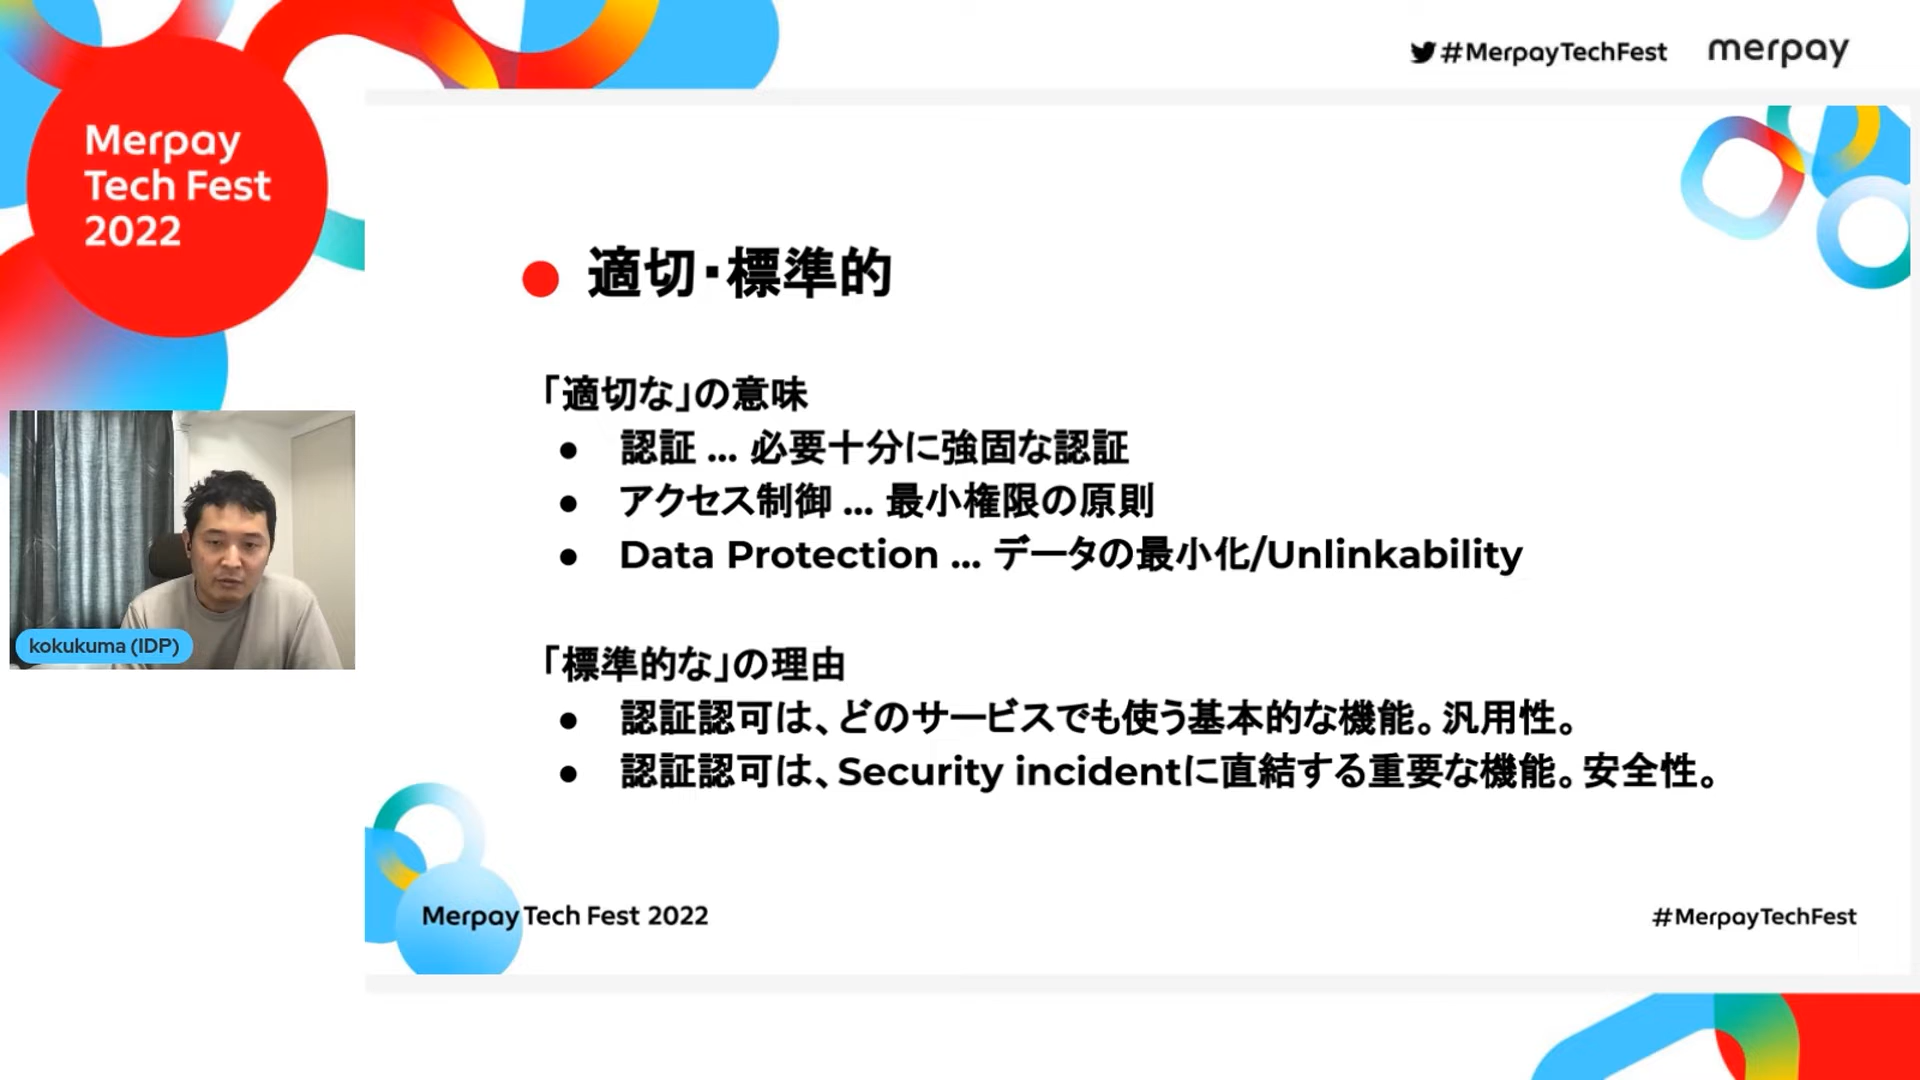 #MerpayTechFest
merpay
Merpay
Tech Fest
2022
適切・標準的
「適切な」の意味
● 認証 ... 必要十分に強固な認証
● アクセス制御 ... 最小権限の原則
● Data Protection ... データの最小化/Unlinkability
「標準的な」の理由
● 認証認可は、どのサービスでも使う基本的な機能。汎用性。
● 認証認可は、Security incidentに直結する重要な機能。安全性。
kokukuma (IDP)
Merpay Tech Fest 2022
#MerpayTechFest